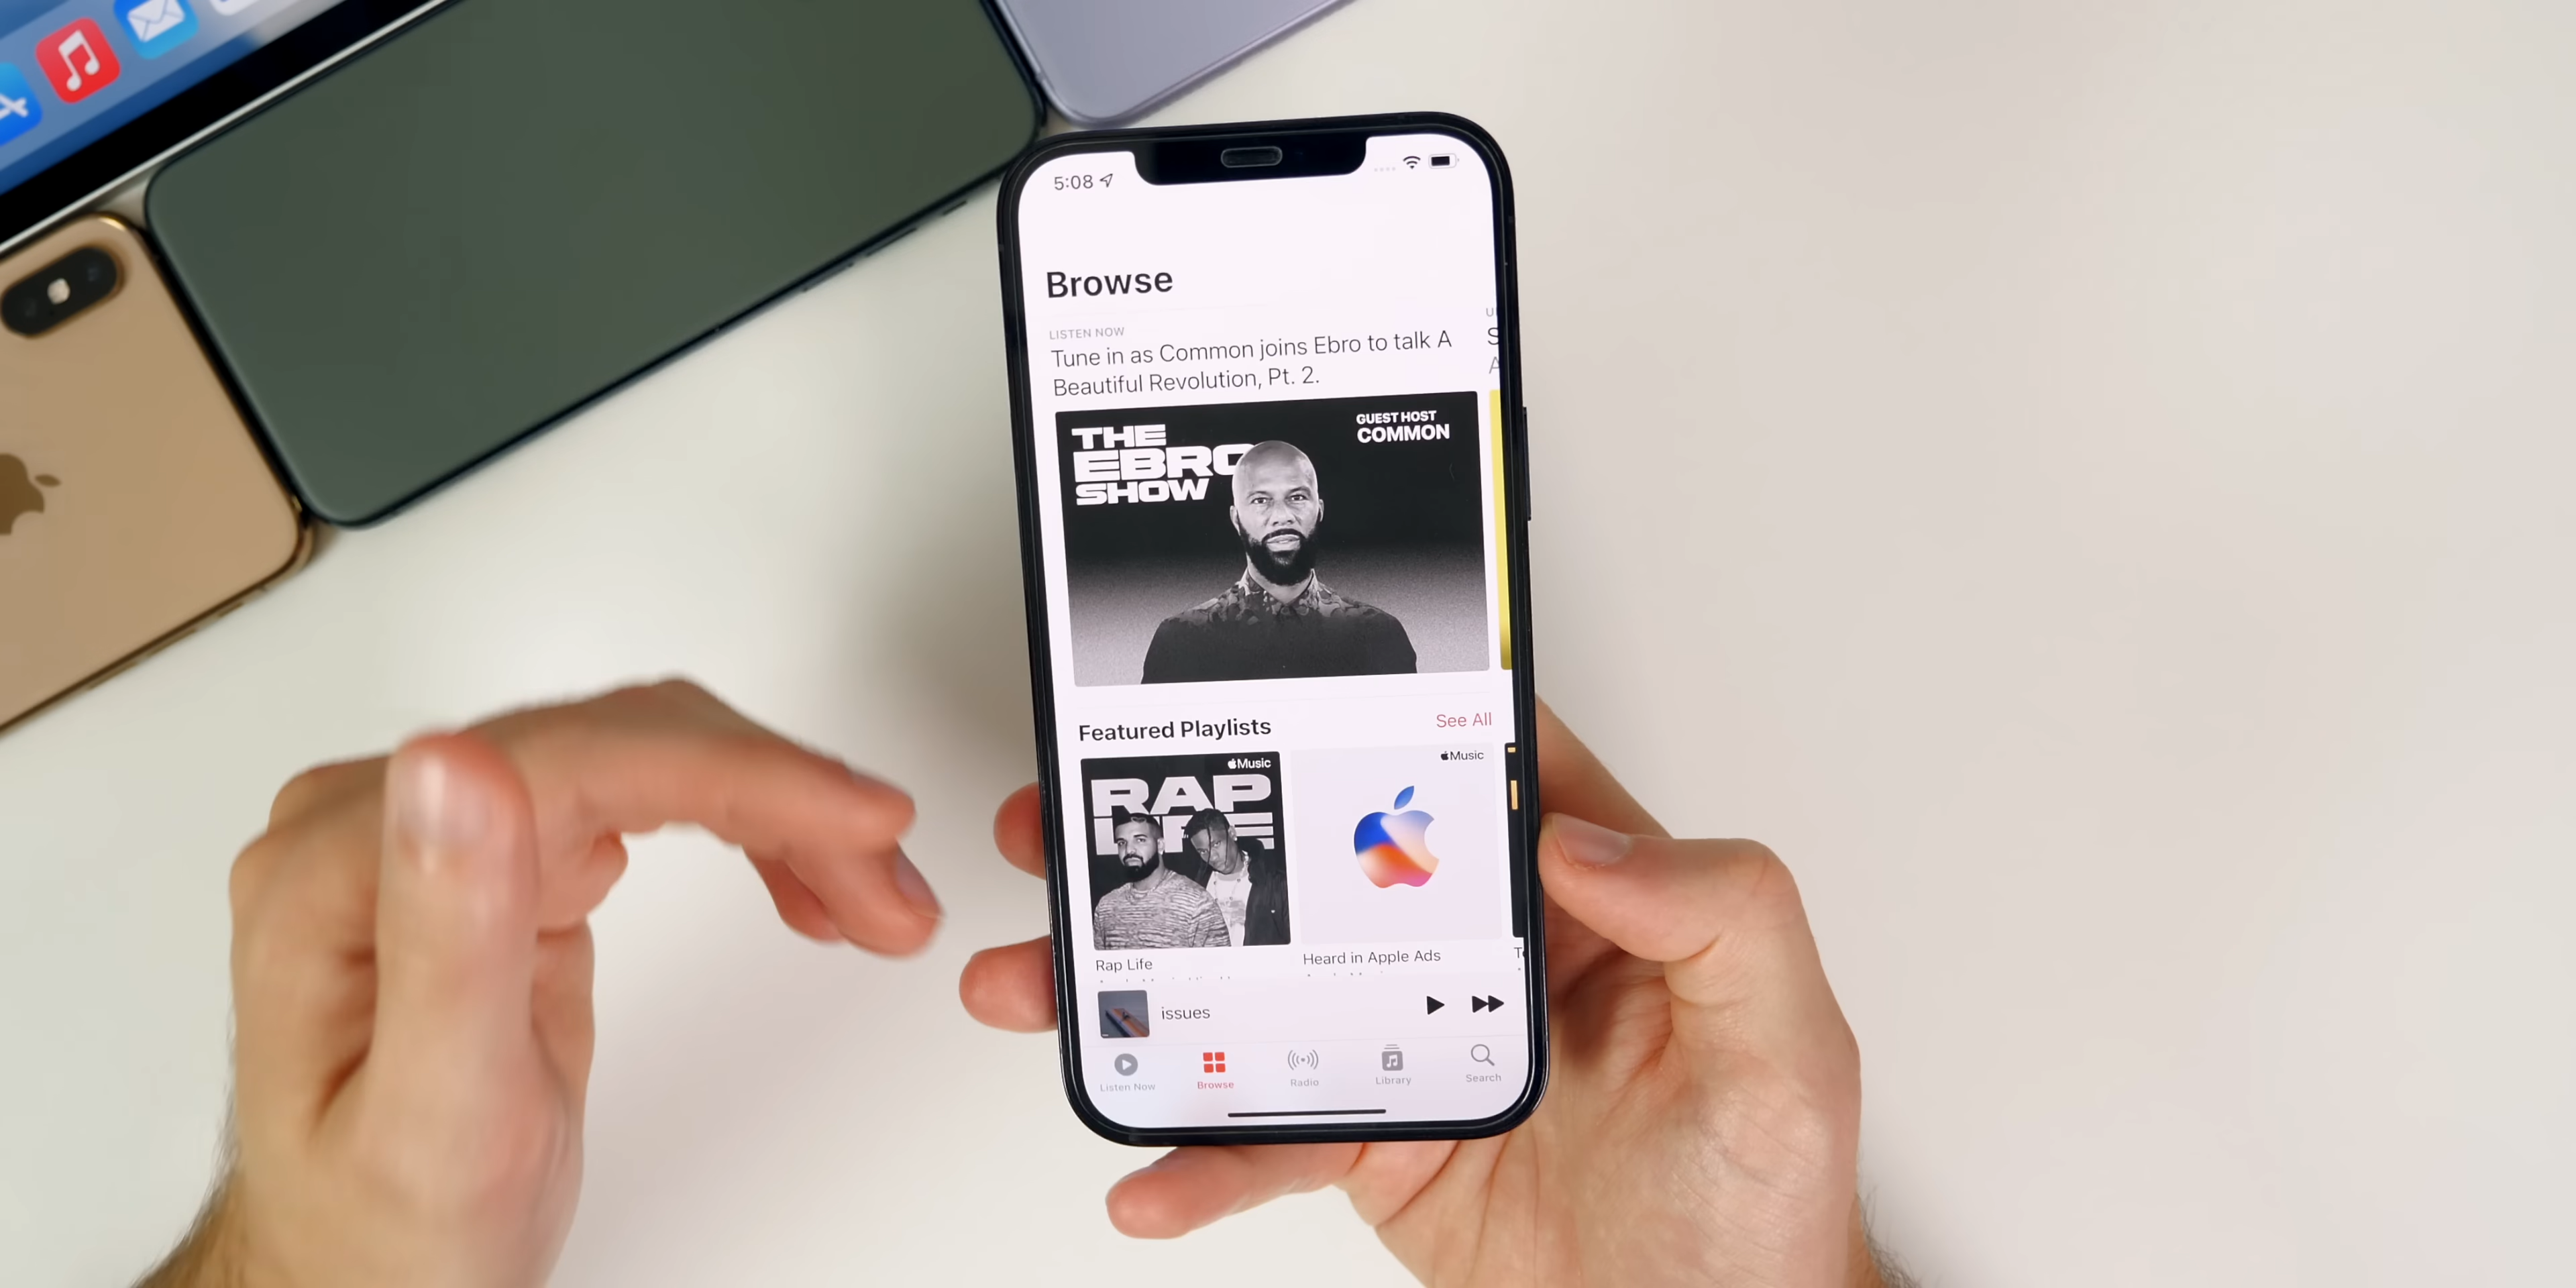 5:08
Browse
LISTEN NOW
Tune in as Common joins Ebro to talk A
Beautiful Revolution, Pt. 2.
THE
EBRO
SHOW
GUEST HOST
COMMON
Featured Playlists
See All
Music
RAP
LIFE
Music
Rap Life
Heard in Apple Ads
issues
Listen Now
Browse
Radio
Library
Search